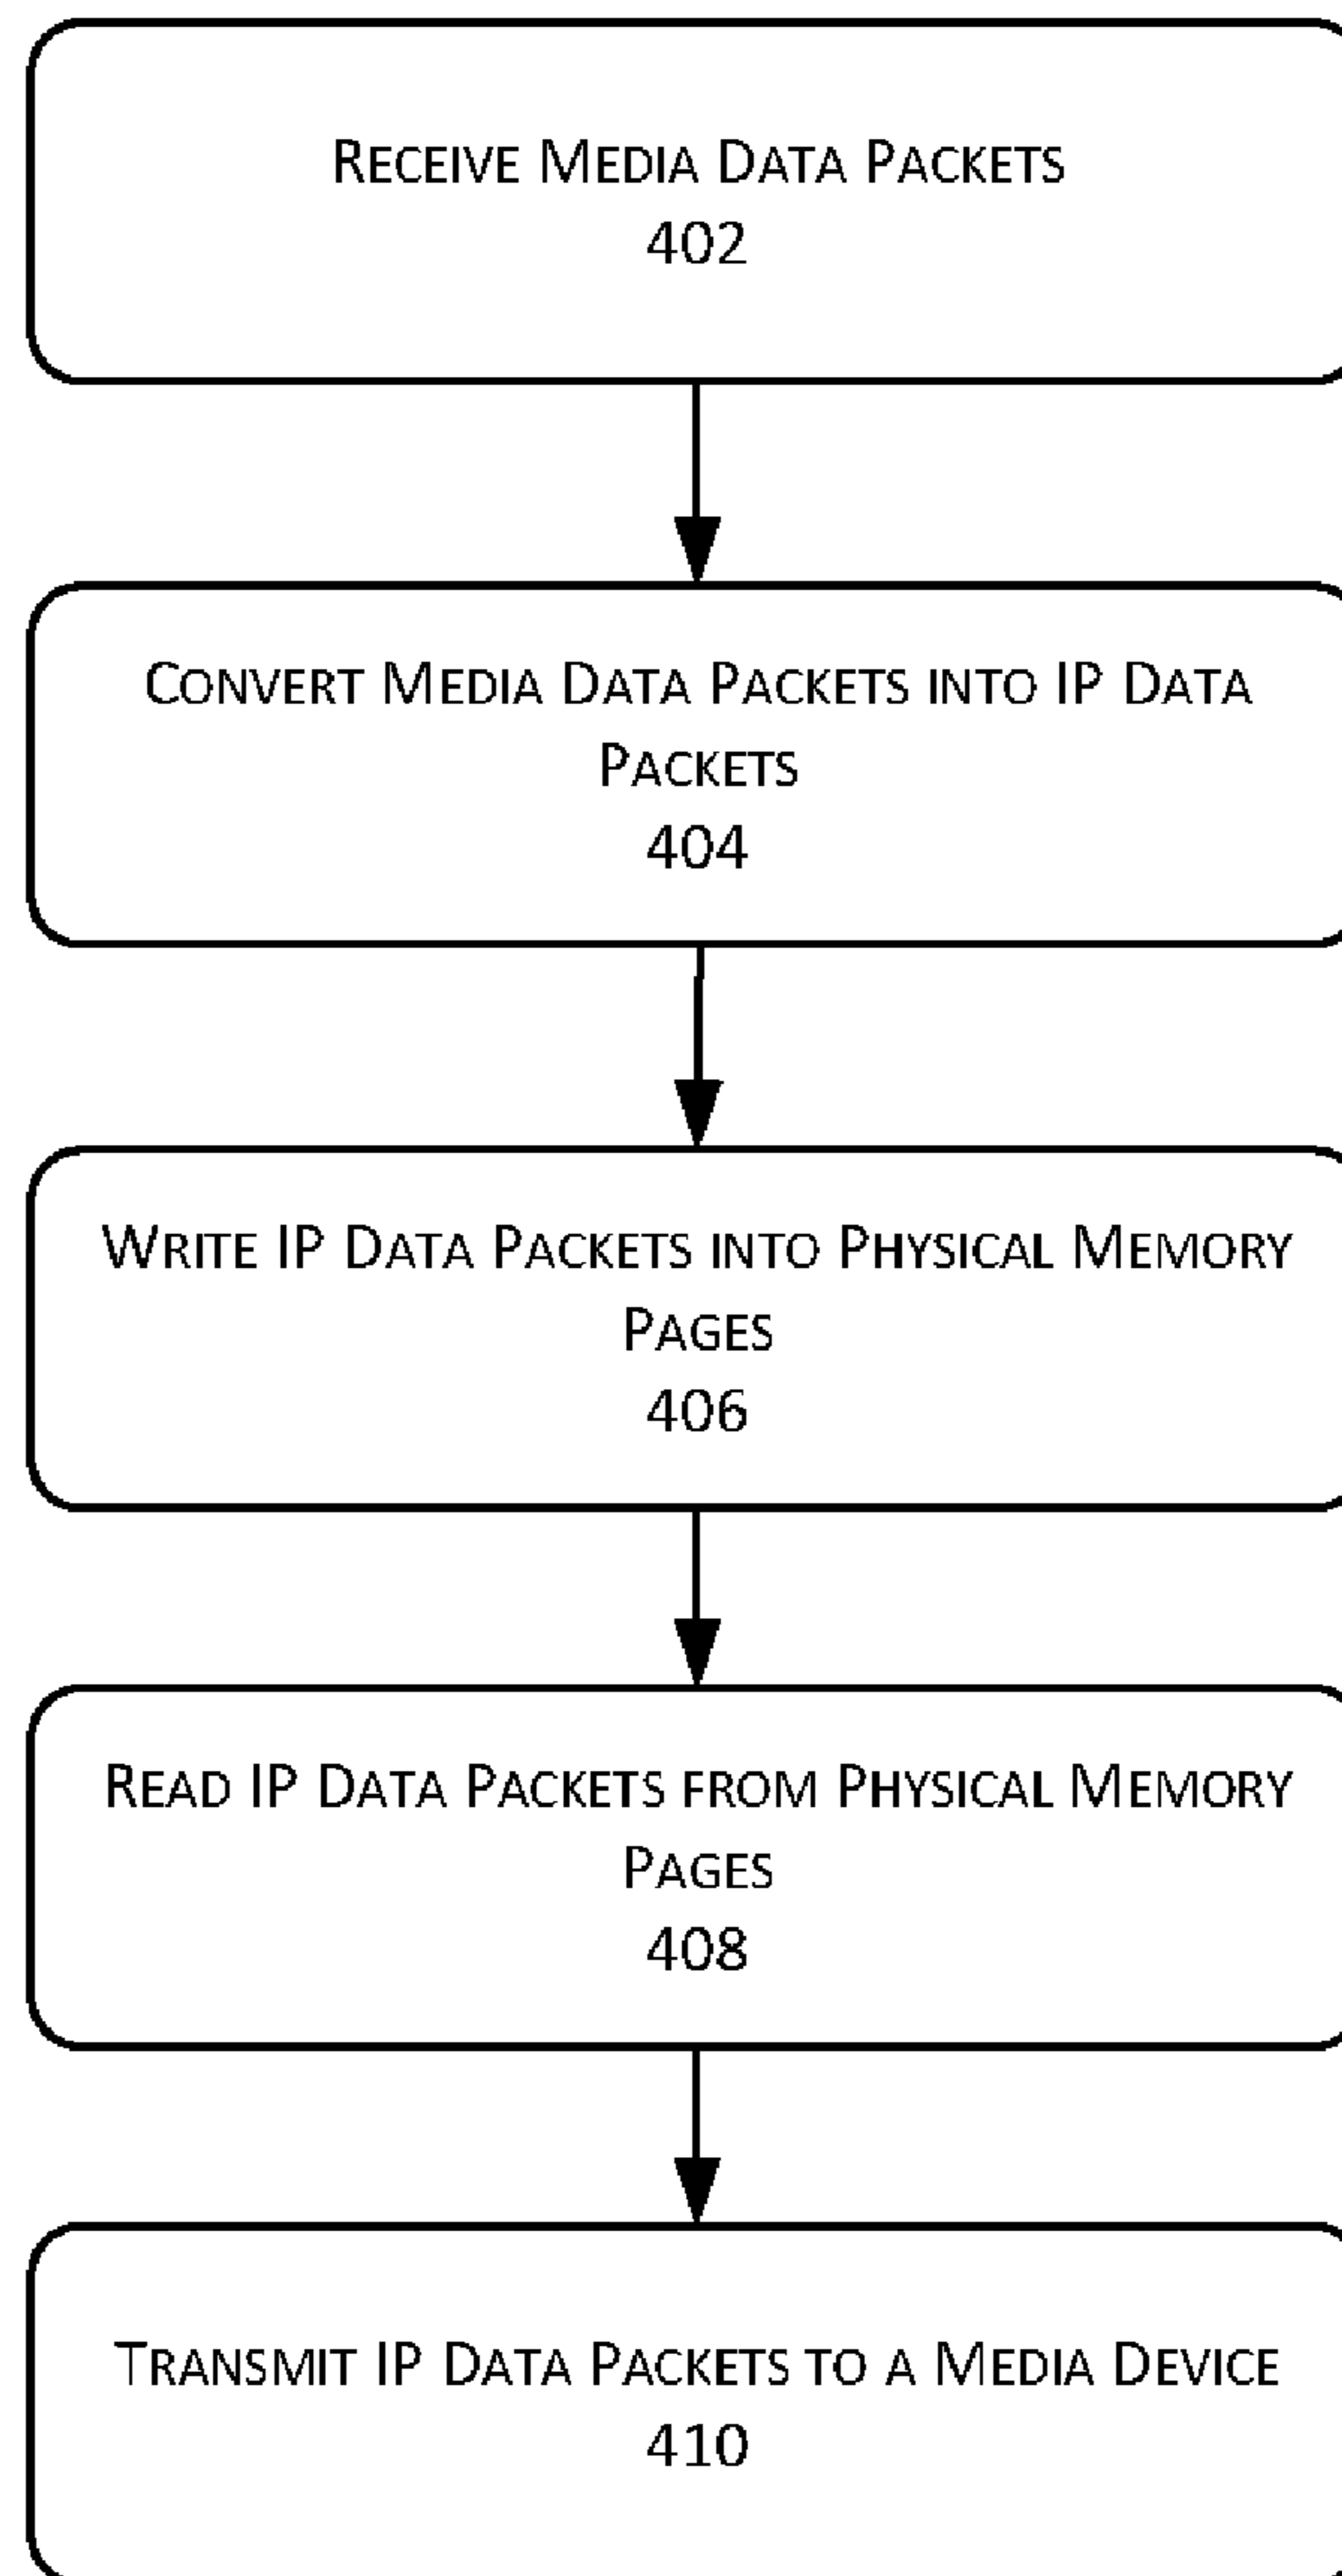 RECEIVE MEDIA DATA PACKETS
402
CONVERT MEDIA DATA PACKETS INTO IP DATA
PACKETS
404
WRITE IP DATA PACKETS INTO PHYSICAL MEMORY
PAGES
406
READ IP DATA PACKETS FROM PHYSICAL MEMORY
PAGES
408
TRANSMIT IP DATA PACKETS TO A MEDIA DEVICE
410